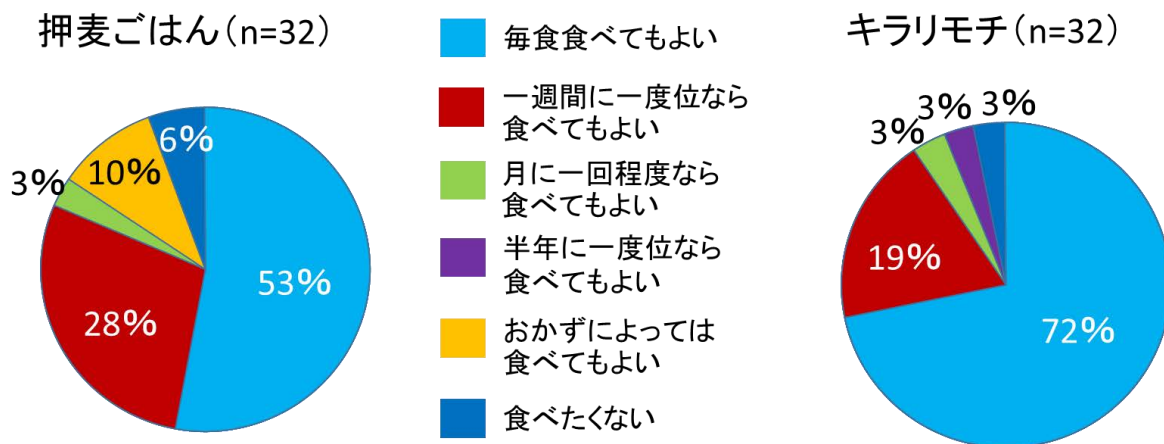 押麦ごはん(n=32)
53%
28%
3%
10%
6%
毎食食べてもよい
一週間に一度位なら
食べてもよい
月に一回程度なら
食べてもよい
半年に一度位なら
食べてもよい
おかずによっては
食べてもよい
食べたくない
キラリモチ(n=32)
72%
19%
3%
3%
3%